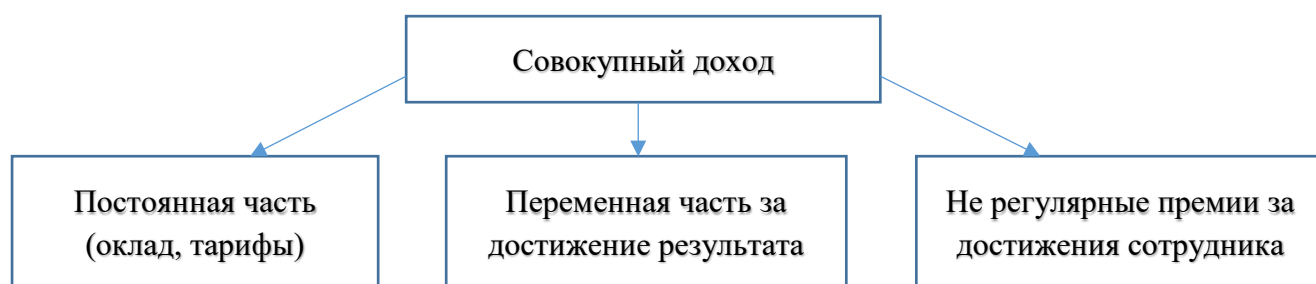 Совокупный доход
Постоянная часть
(оклад, тарифы)
Переменная часть за
достижение результата
Не регулярные премии за
достижения сотрудника